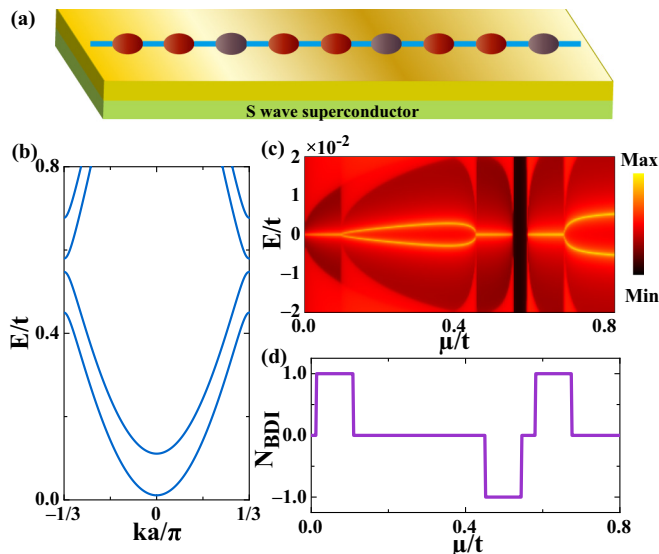 (a)
S wave superconductor
(b)
0.8
0.4
0.0
E/t
−1/3
0
1/3
ka/π
(c)
×10⁻²
2
1
0
−1
−2
E/t
0.0
0.4
0.8
μ/t
Max
Min
(d)
1.0
0.0
−1.0
N_BDI
0.0
0.4
0.8
μ/t